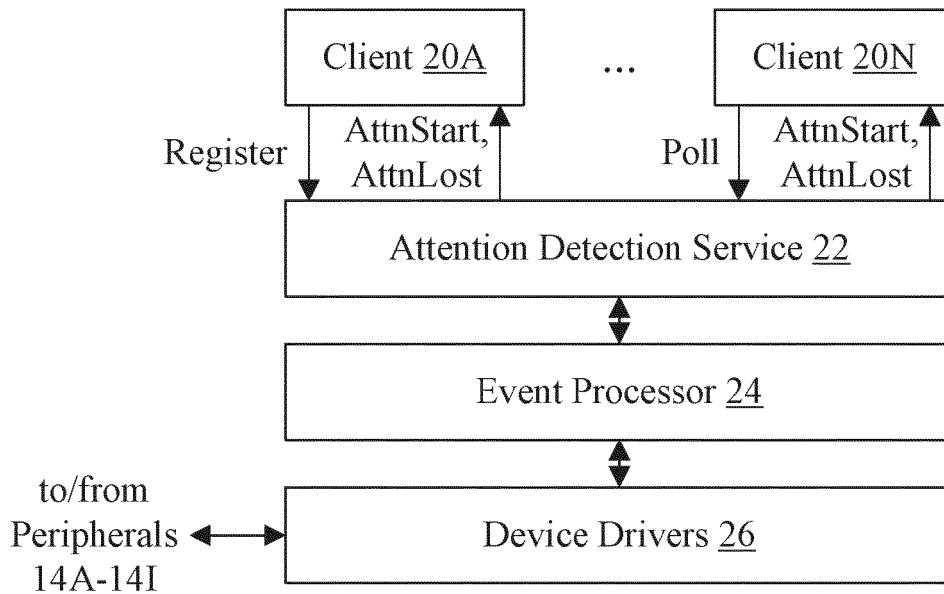 Client 20A
...
Client 20N
Register
AttnStart,
AttnLost
Poll
AttnStart,
AttnLost
Attention Detection Service 22
Event Processor 24
to/from
Peripherals
14A-14I
Device Drivers 26